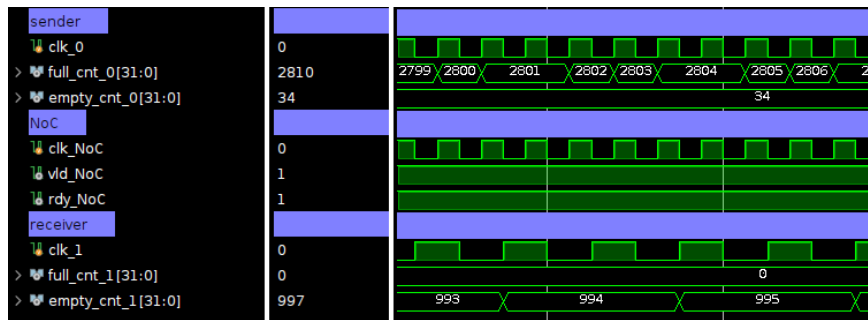 sender
clk_0 0
full_cnt_0[31:0] 2810 2799 2800 2801 2802 2803 2804 2805 2806 2
empty_cnt_0[31:0] 34 34
NoC
clk_NoC 0
vld_NoC 1
rdy_NoC 1
receiver
clk_1 0
full_cnt_1[31:0] 0 0
empty_cnt_1[31:0] 997 993 994 995